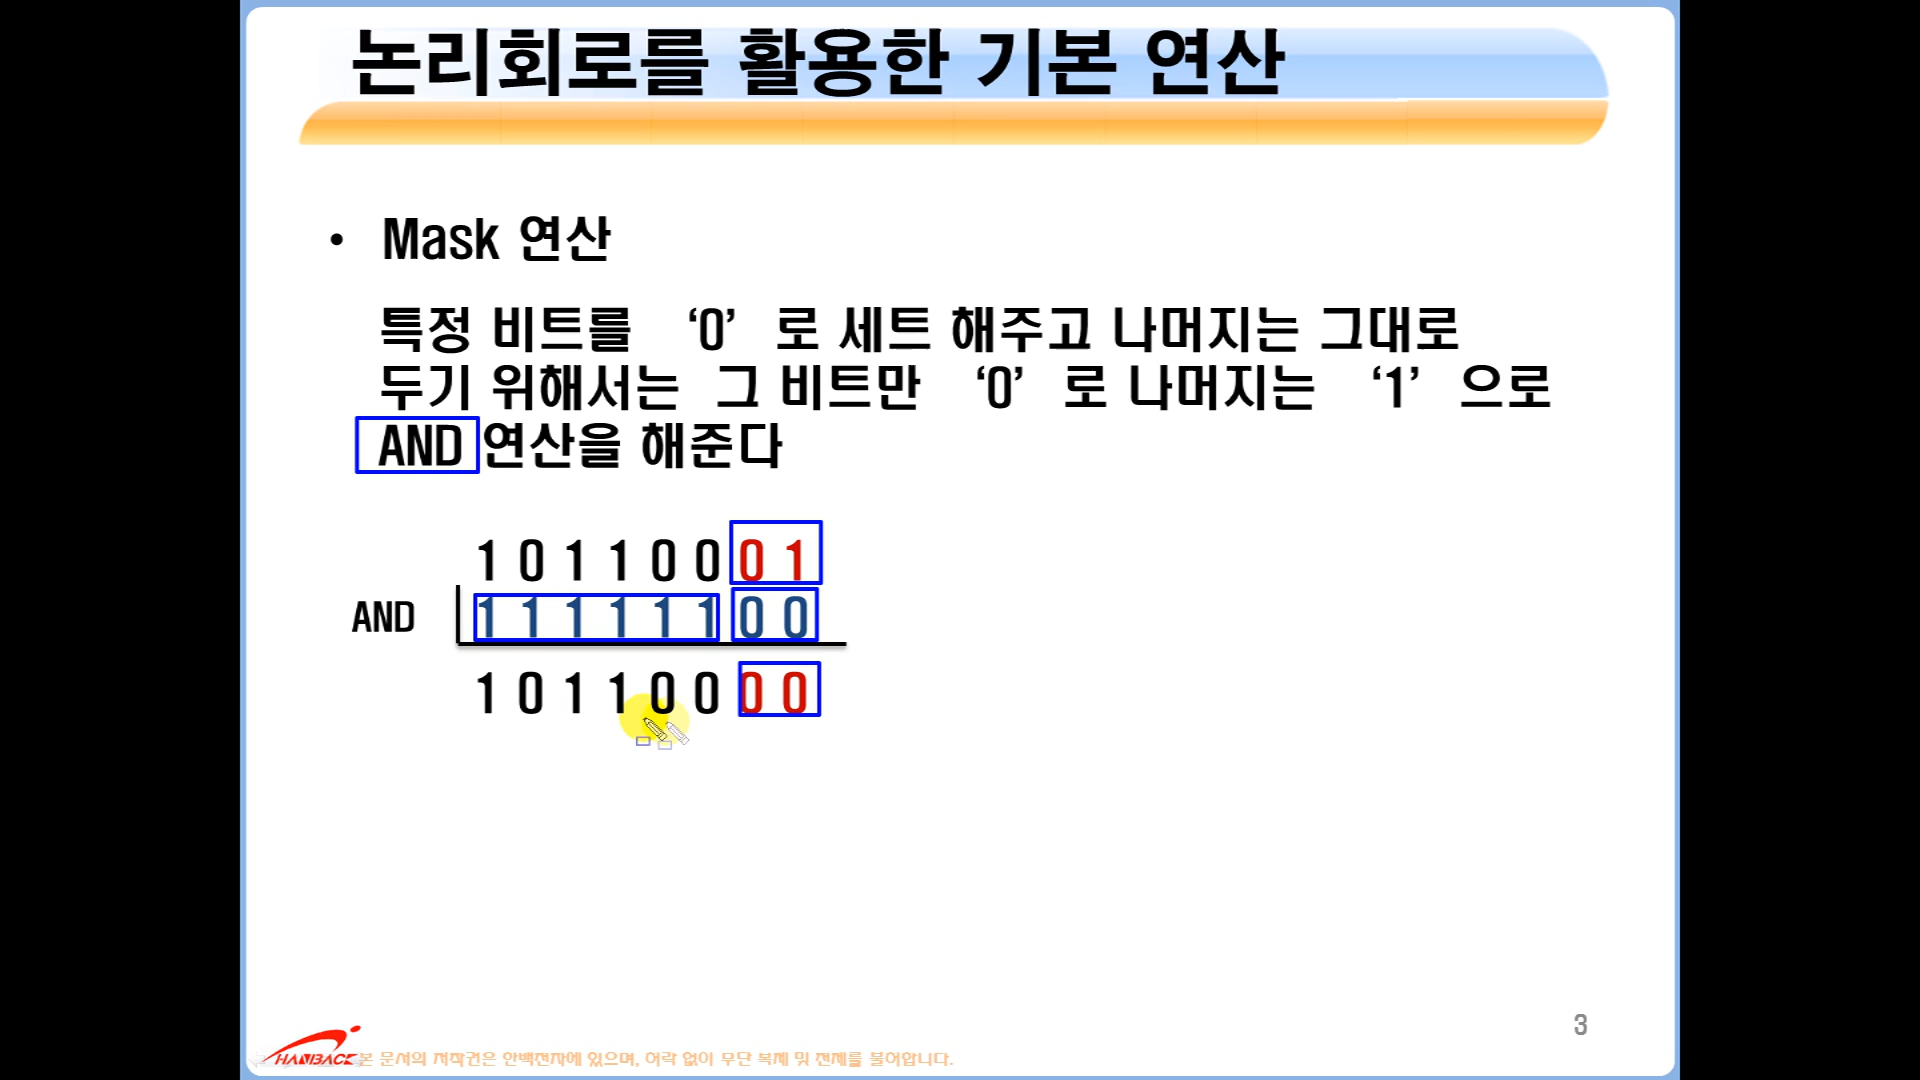 논리회로를 활용한 기본 연산
• Mask 연산
특정 비트를 ‘0’ 로 세트 해주고 나머지는 그대로
두기 위해서는 그 비트만 ‘0’ 로 나머지는 ‘1’ 으로
AND 연산을 해준다
1 0 1 1 0 0 0 1
AND 1 1 1 1 1 1 0 0
1 0 1 1 0 0 0 0
3
HANBACK 본 문서의 저작권은 한백전자에 있으며, 허락 없이 무단 복제 및 전제를 불허합니다.